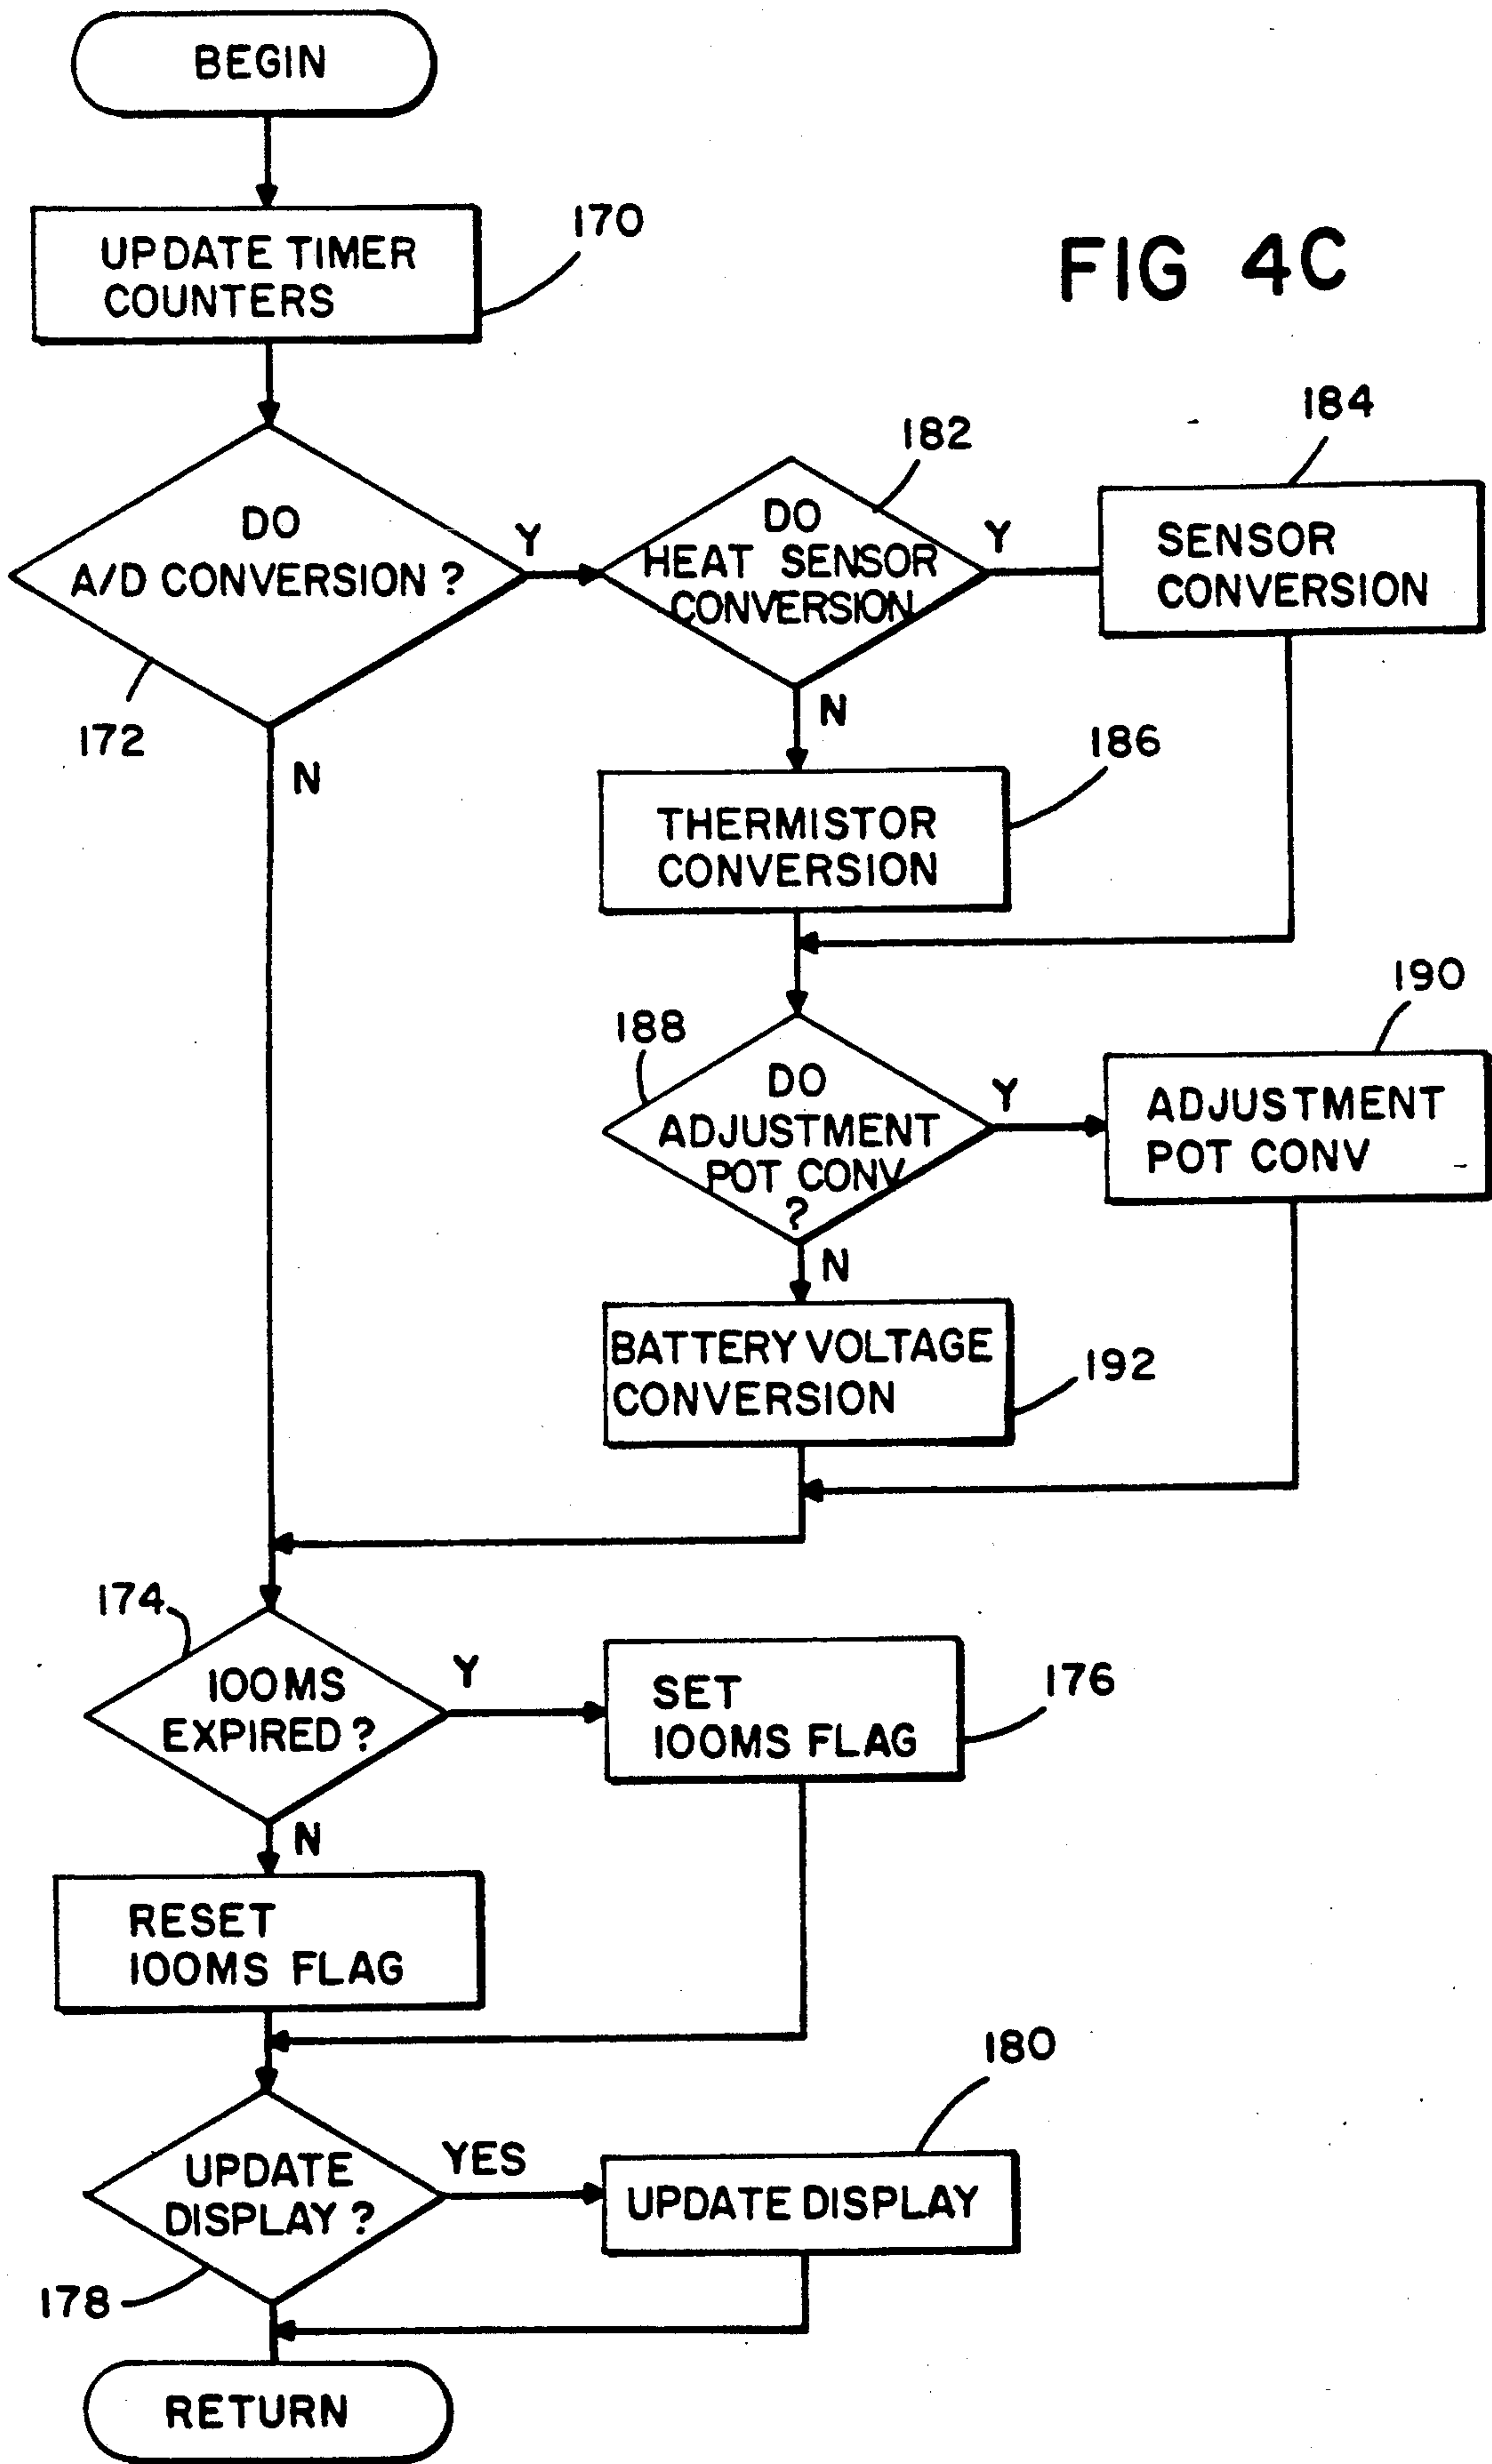 BEGIN
UPDATE TIMER
COUNTERS
170
FIG 4C
DO
A/D CONVERSION ?
172
Y
N
DO
HEAT SENSOR
CONVERSION
182
Y
N
184
SENSOR
CONVERSION
186
THERMISTOR
CONVERSION
188
DO
ADJUSTMENT
POT CONV
?
Y
N
190
ADJUSTMENT
POT CONV
BATTERY VOLTAGE
CONVERSION
192
174
100MS
EXPIRED ?
Y
N
SET
100MS FLAG
176
RESET
100MS FLAG
UPDATE
DISPLAY ?
178
YES
180
UPDATE DISPLAY
RETURN